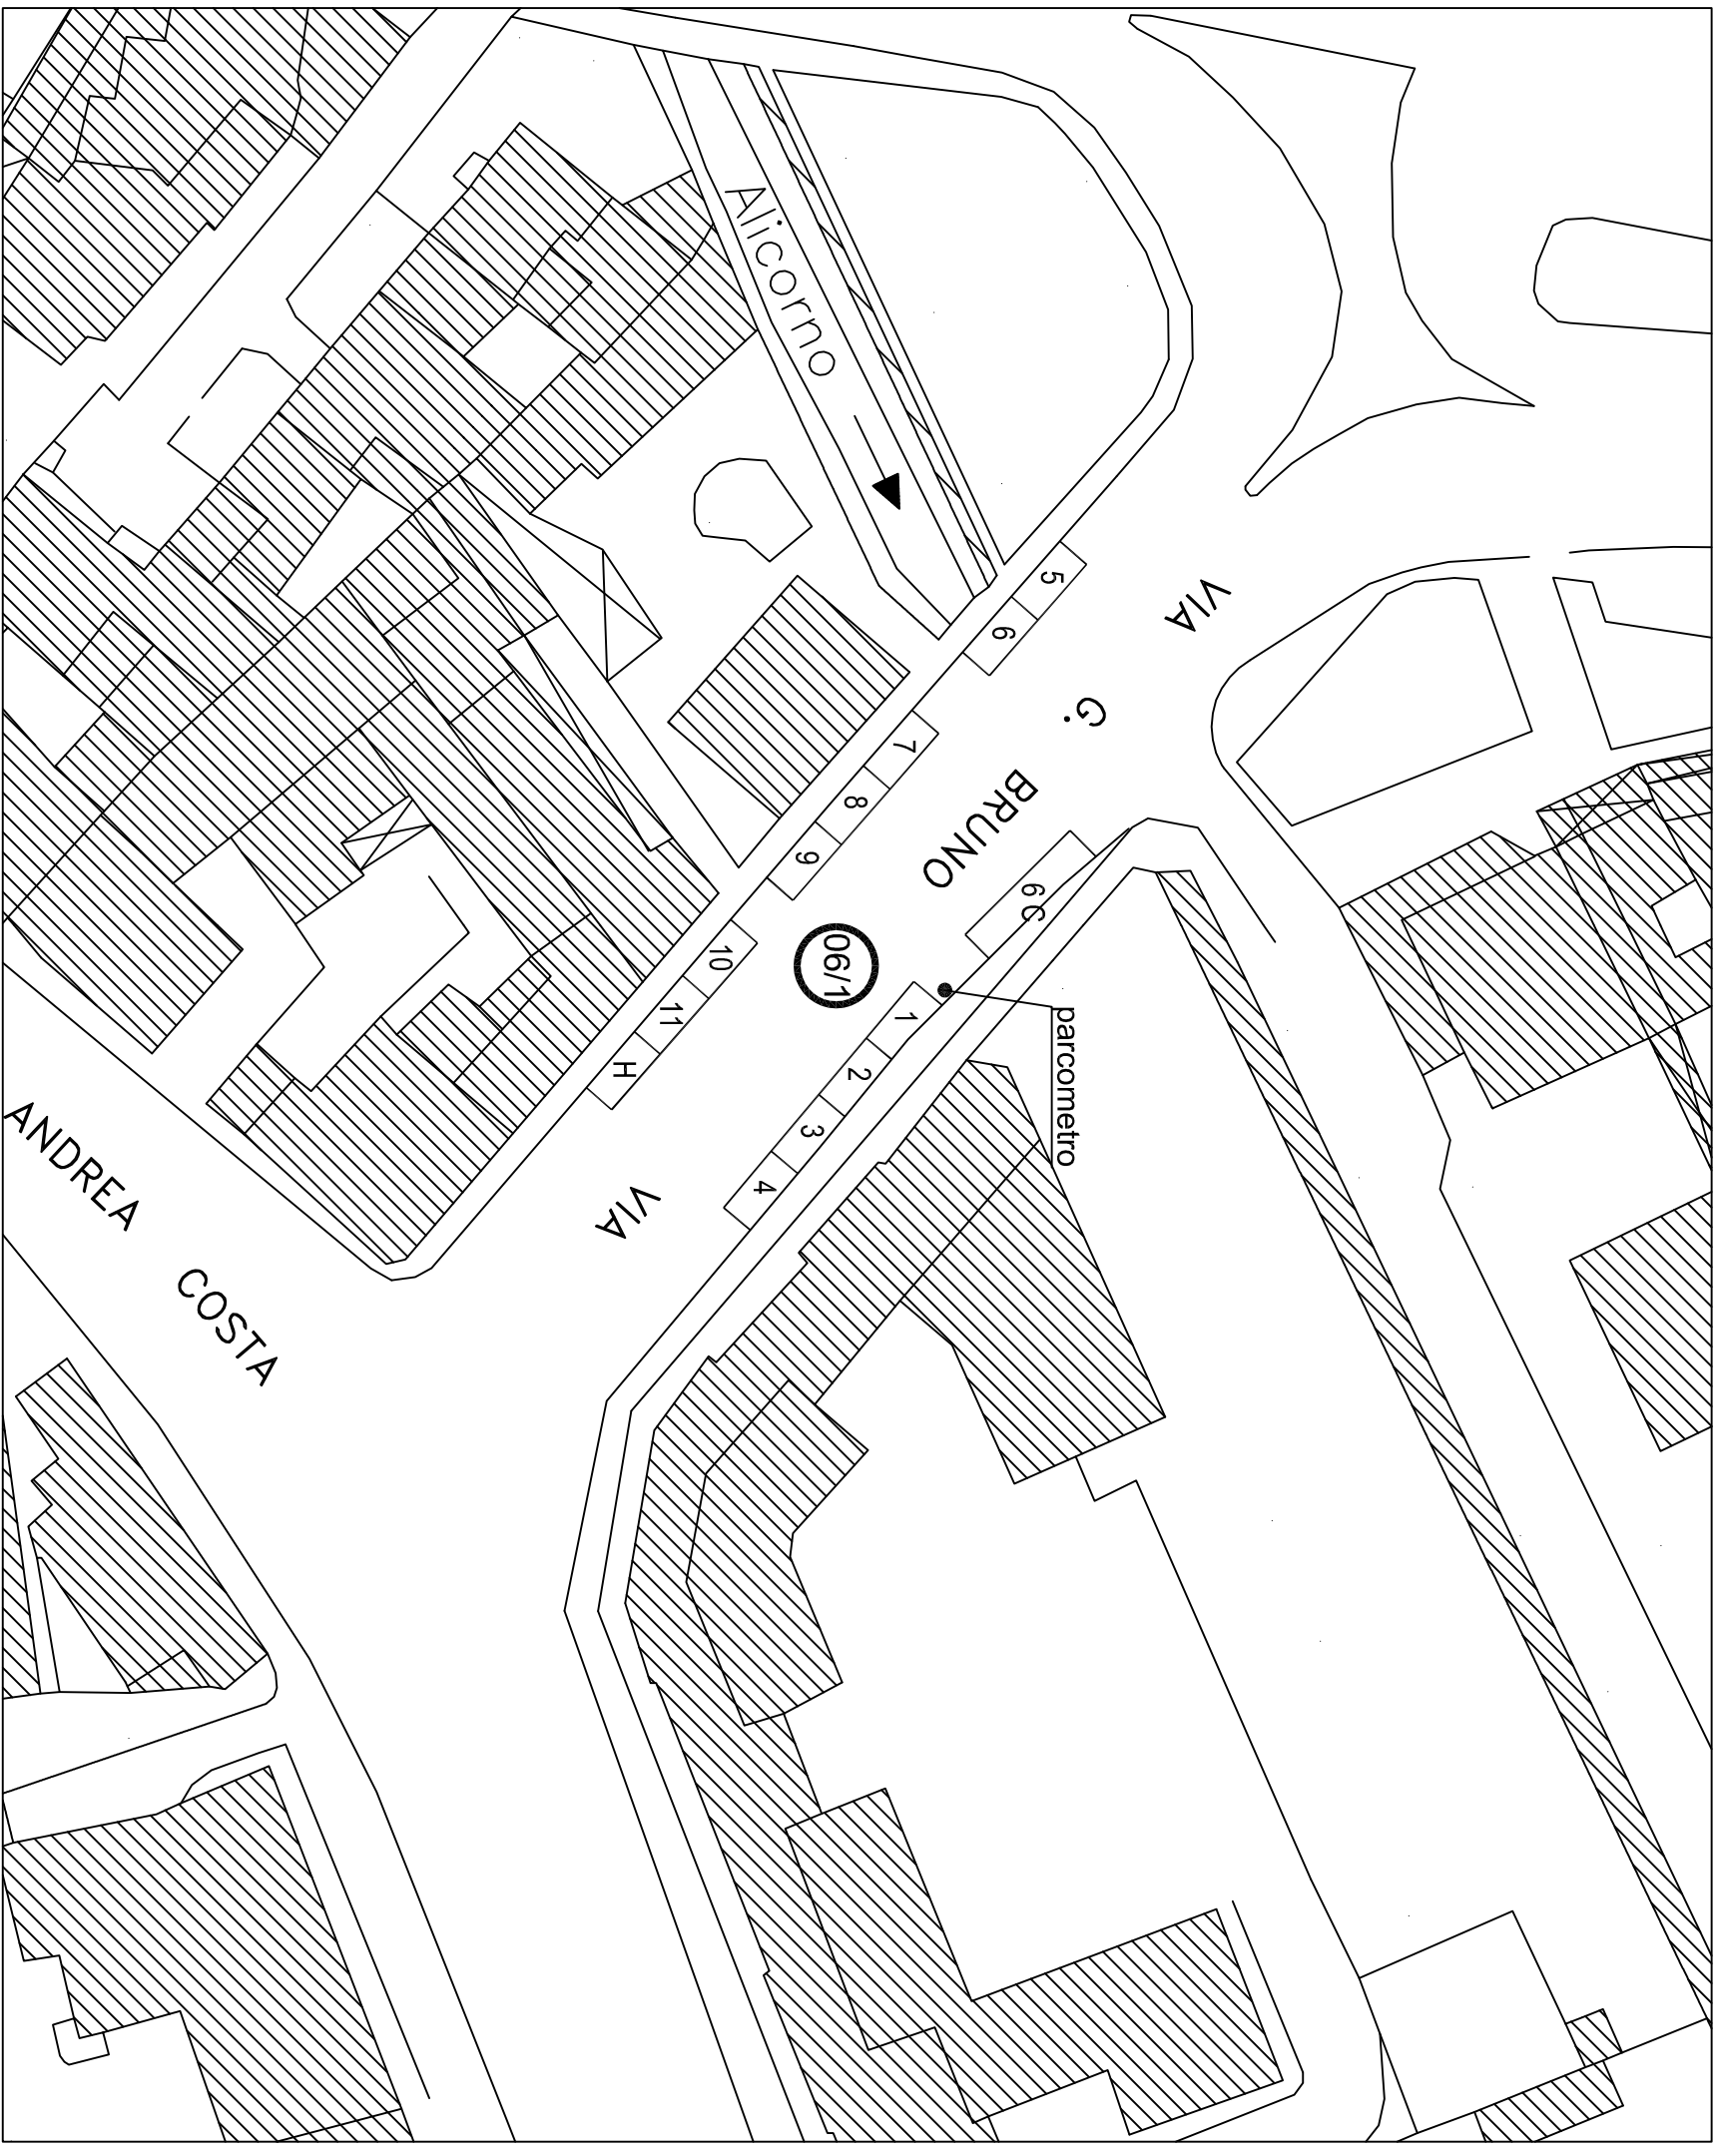 Alicorno
5
6
VIA
G.
BRUNO
7
8
9
6 C
06/1
10
11
H
1
2
3
4
parcometro
VIA
ANDREA
COSTA